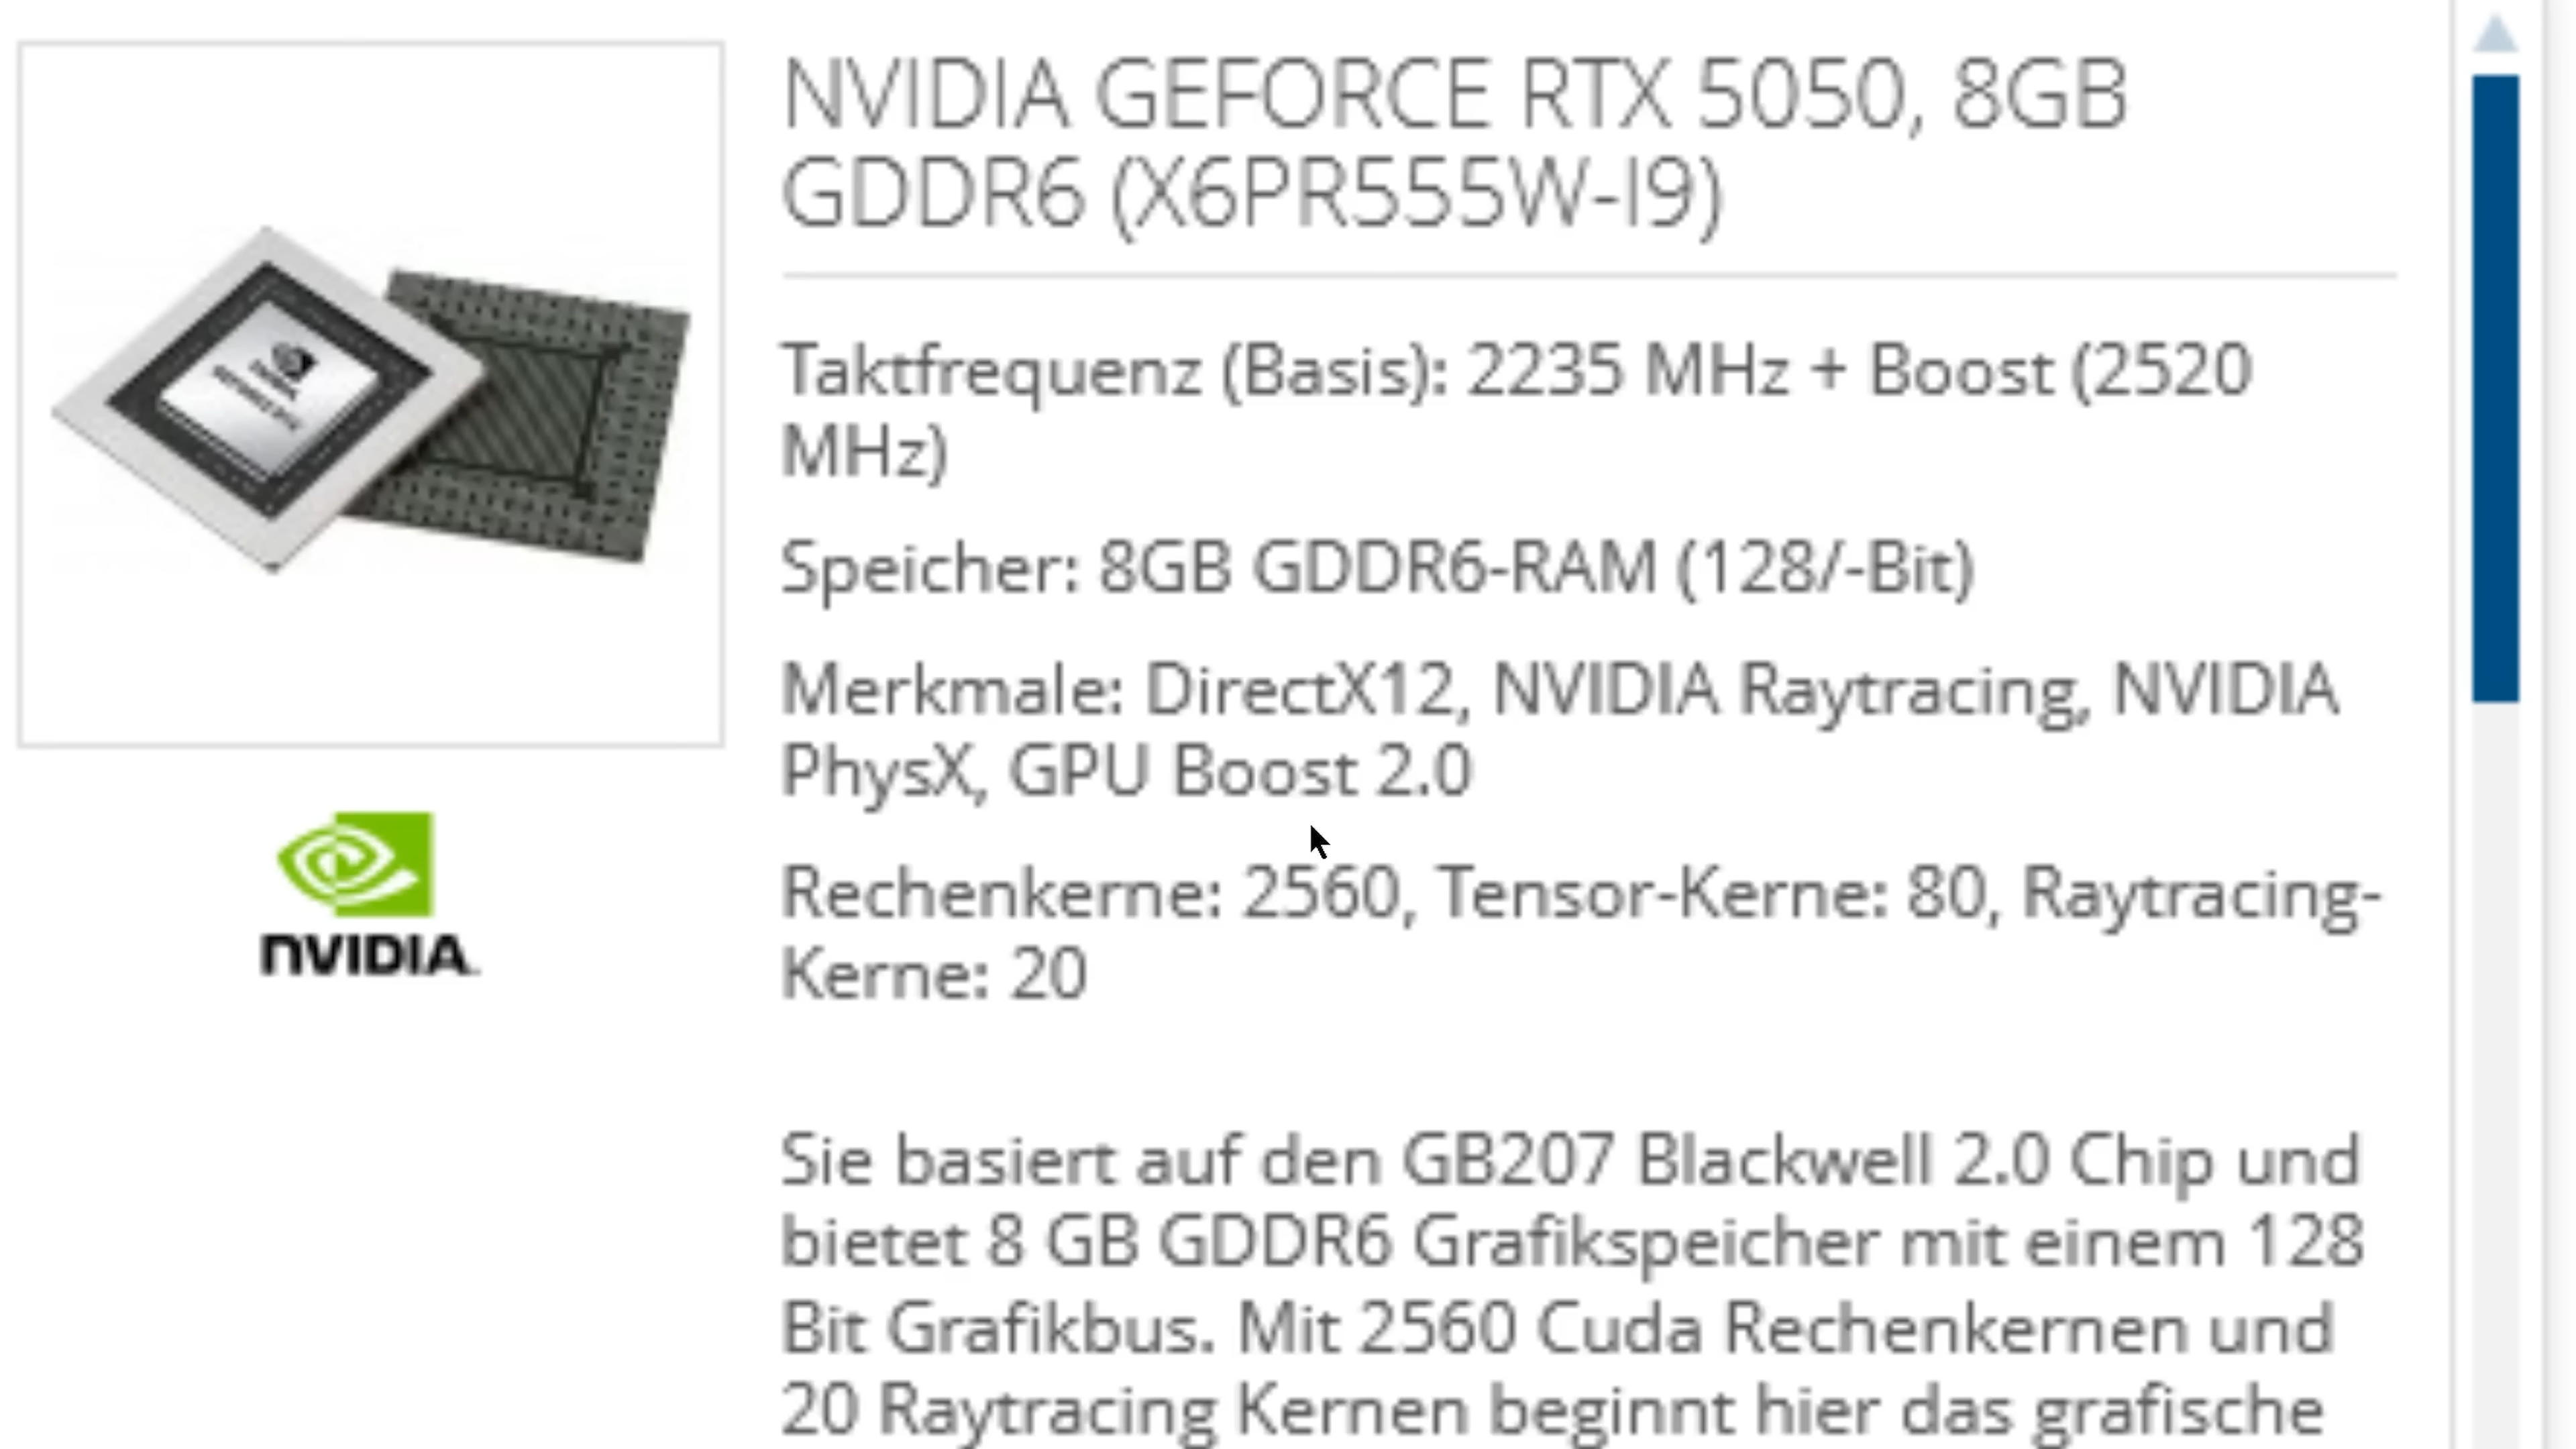 NVIDIA GEFORCE RTX 5050, 8GB
GDDR6 (X6PR555W-I9)
Taktfrequenz (Basis): 2235 MHz + Boost (2520
MHz)
Speicher: 8GB GDDR6-RAM (128/-Bit)
Merkmale: DirectX12, NVIDIA Raytracing, NVIDIA
PhysX, GPU Boost 2.0
Rechenkerne: 2560, Tensor-Kerne: 80, Raytracing-
Kerne: 20
Sie basiert auf den GB207 Blackwell 2.0 Chip und
bietet 8 GB GDDR6 Grafikspeicher mit einem 128
Bit Grafikbus. Mit 2560 Cuda Rechenkernen und
20 Raytracing Kernen beginnt hier das grafische
NVIDIA